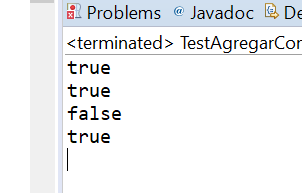 Problems @ Javadoc De
<terminated> TestAgregarCon
true
true
false
true